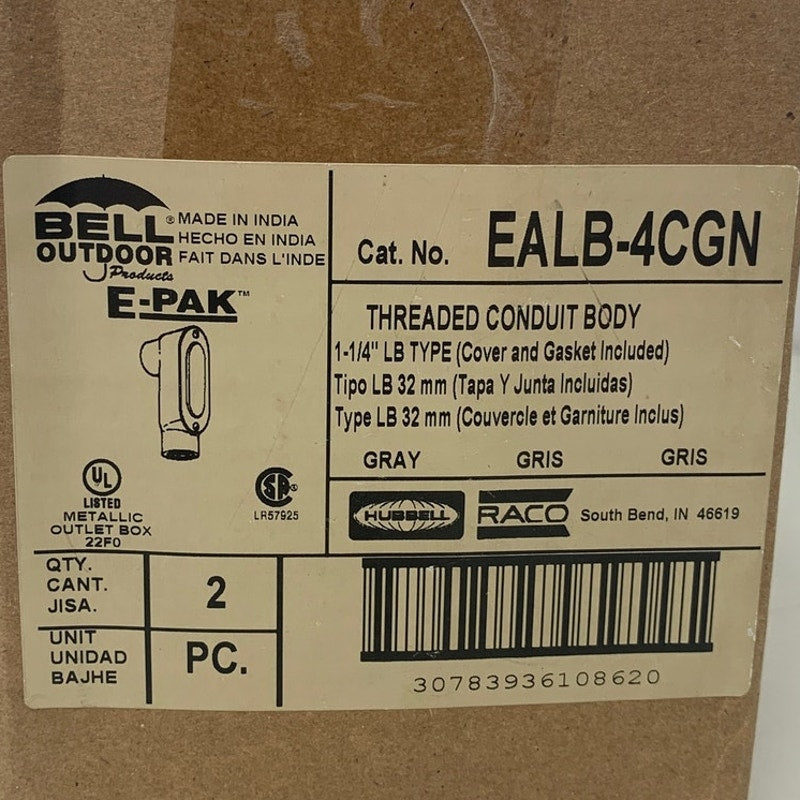 BELL®
OUTDOOR
Products
MADE IN INDIA
HECHO EN INDIA
FAIT DANS L'INDE
E-PAK™
UL
LISTED
METALLIC
OUTLET BOX
22F0
SA®
LR57925
Cat. No. EALB-4CGN
THREADED CONDUIT BODY
1-1/4" LB TYPE (Cover and Gasket Included)
Tipo LB 32 mm (Tapa Y Junta Incluidas)
Type LB 32 mm (Couvercle et Garniture Inclus)
GRAY GRIS GRIS
HUBBELL RACO South Bend, IN 46619
QTY.
CANT.
JISA.
2
UNIT
UNIDAD
BAJHE
PC.
30783936108620